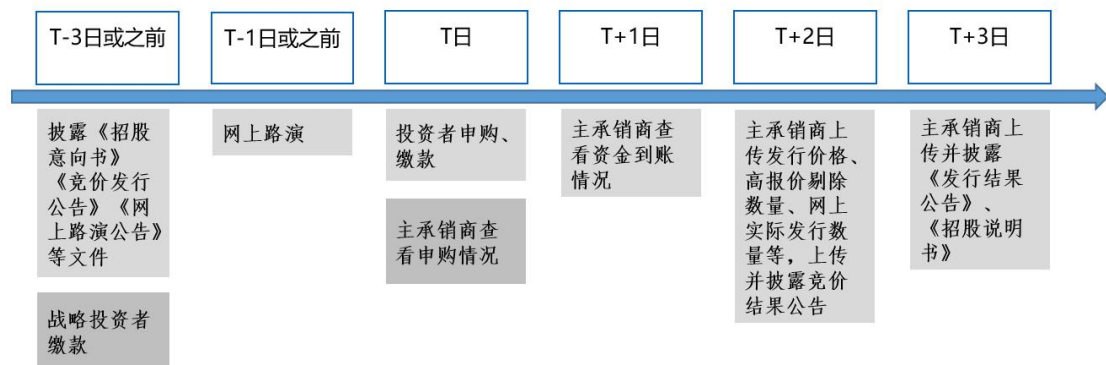 T-3日或之前
T-1日或之前
T日
T+1日
T+2日
T+3日
披露《招股
意向书》
《竞价发行
公告》《网
上路演公告》
等文件
战略投资者
缴款
网上路演
投资者申购、
缴款
主承销商查
看申购情况
主承销商查
看资金到账
情况
主承销商上
传发行价格、
高报价剔除
数量、网上
实际发行数
量等，上传
并披露竞价
结果公告
主承销商上
传并披露
《发行结果
公告》、
《招股说明
书》